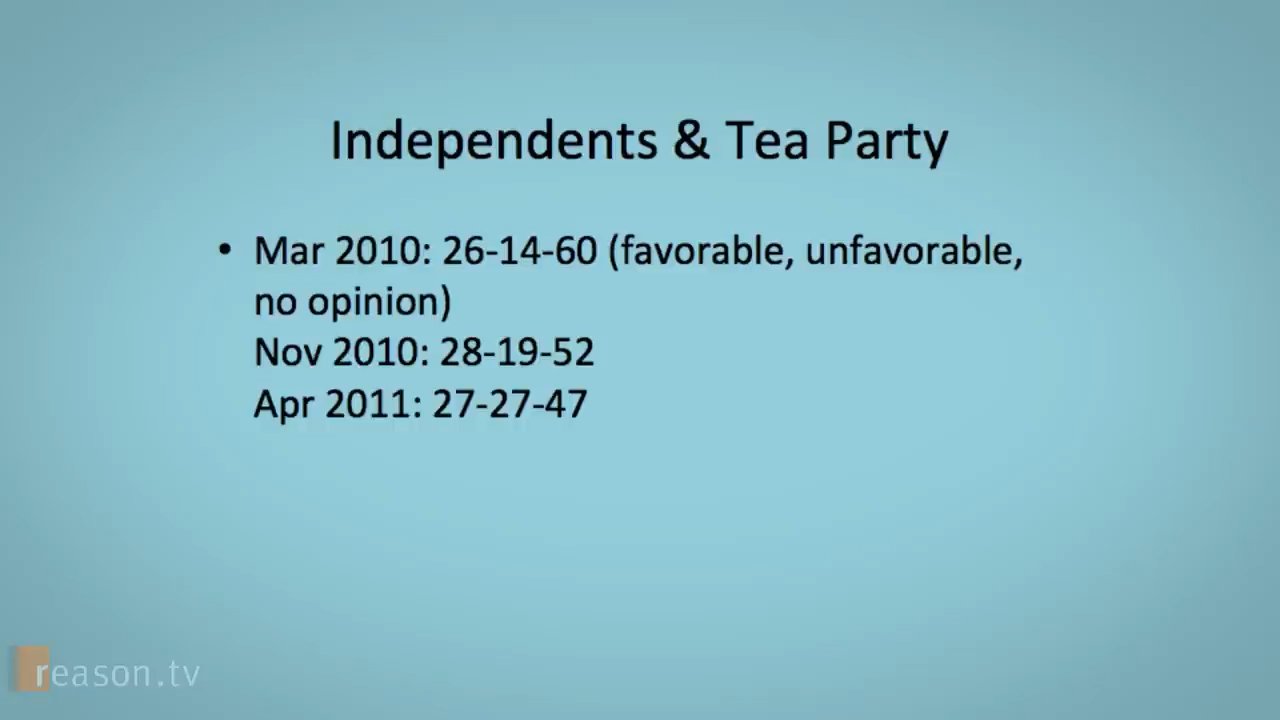 Independents & Tea Party
• Mar 2010: 26-14-60 (favorable, unfavorable,
no opinion)
Nov 2010: 28-19-52
Apr 2011: 27-27-47
reason.tv